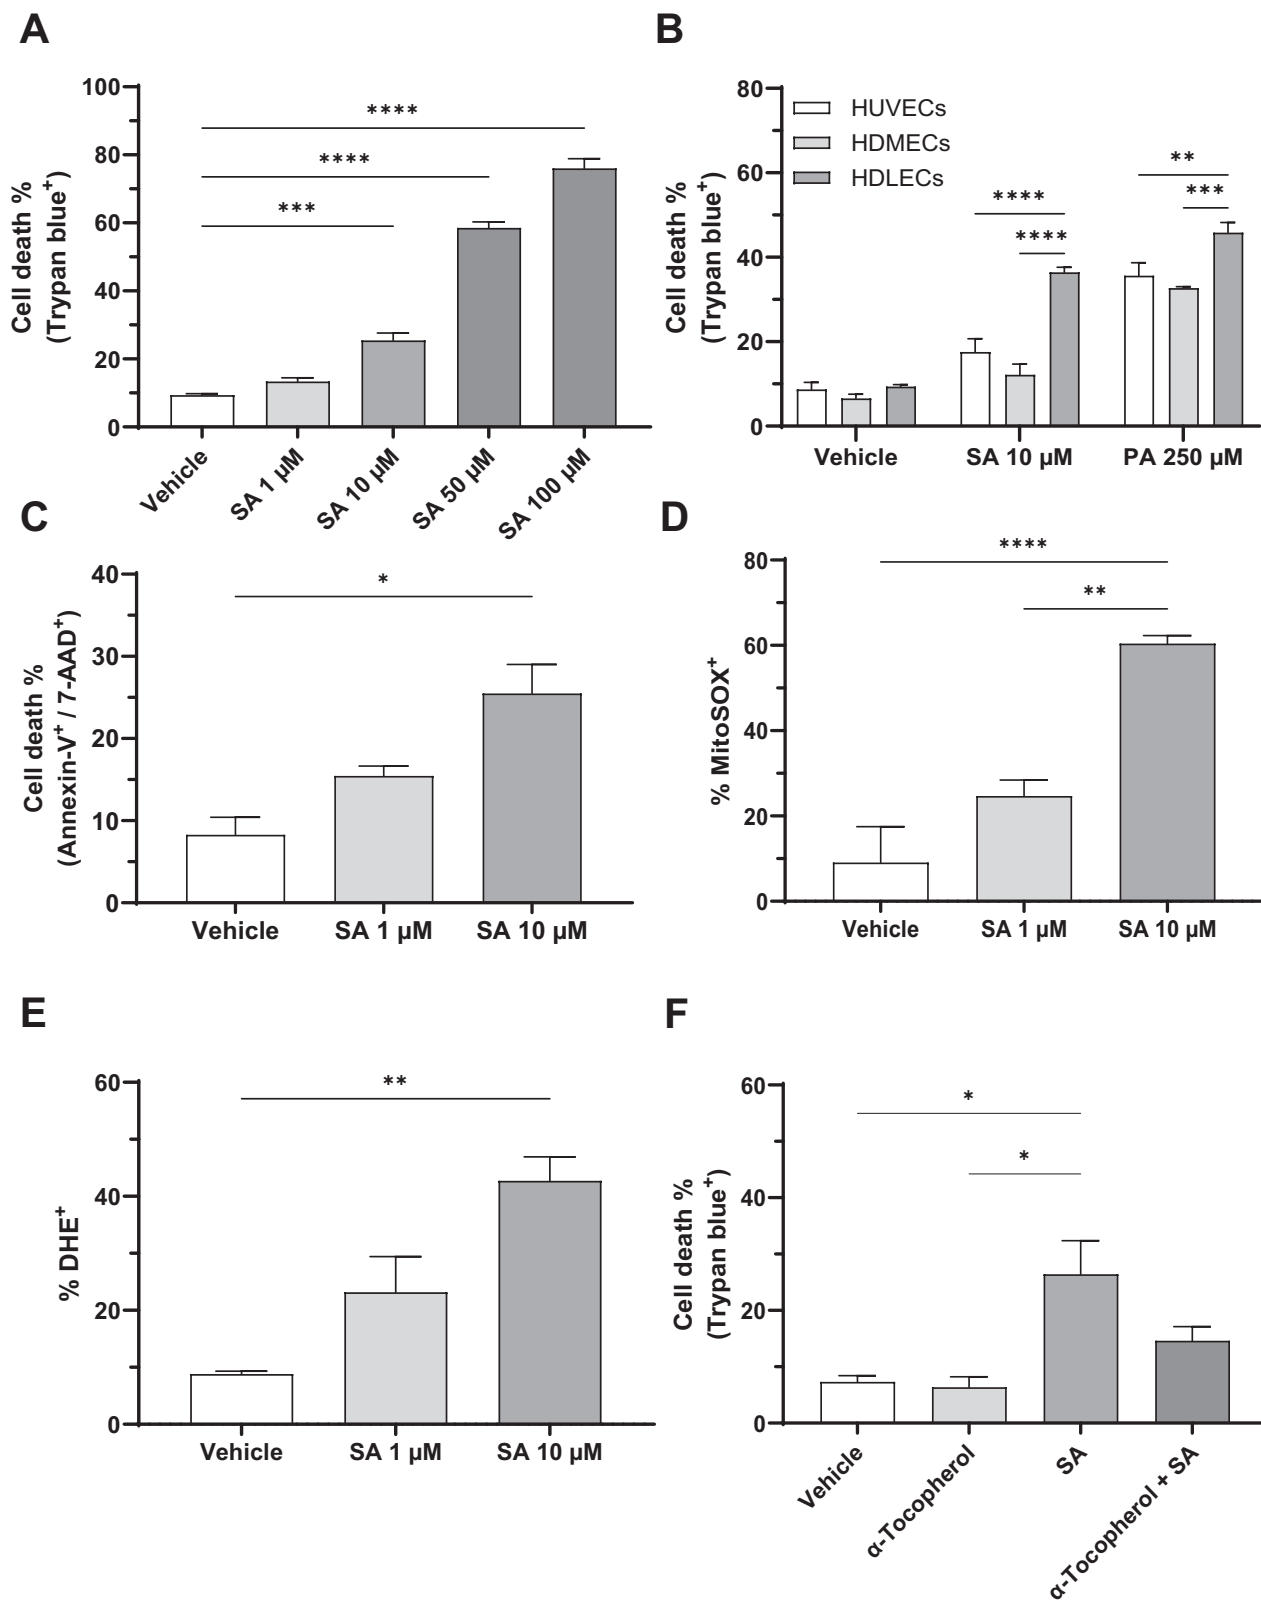 A
Cell death %
(Trypan blue⁺)
100
80
60
40
20
0
****
****
***
Vehicle
SA 1 µM
SA 10 µM
SA 50 µM
SA 100 µM
B
Cell death %
(Trypan blue⁺)
80
60
40
20
0
HUVECs
HDMECs
HDLECs
****
****
**
***
Vehicle
SA 10 µM
PA 250 µM
C
Cell death %
(Annexin-V⁺ / 7-AAD⁺)
40
30
20
10
0
*
Vehicle
SA 1 µM
SA 10 µM
D
% MitoSOX⁺
80
60
40
20
0
****
**
Vehicle
SA 1 µM
SA 10 µM
E
% DHE⁺
60
40
20
0
**
Vehicle
SA 1 µM
SA 10 µM
F
Cell death %
(Trypan blue⁺)
60
40
20
0
*
*
Vehicle
α-Tocopherol
SA
α-Tocopherol + SA